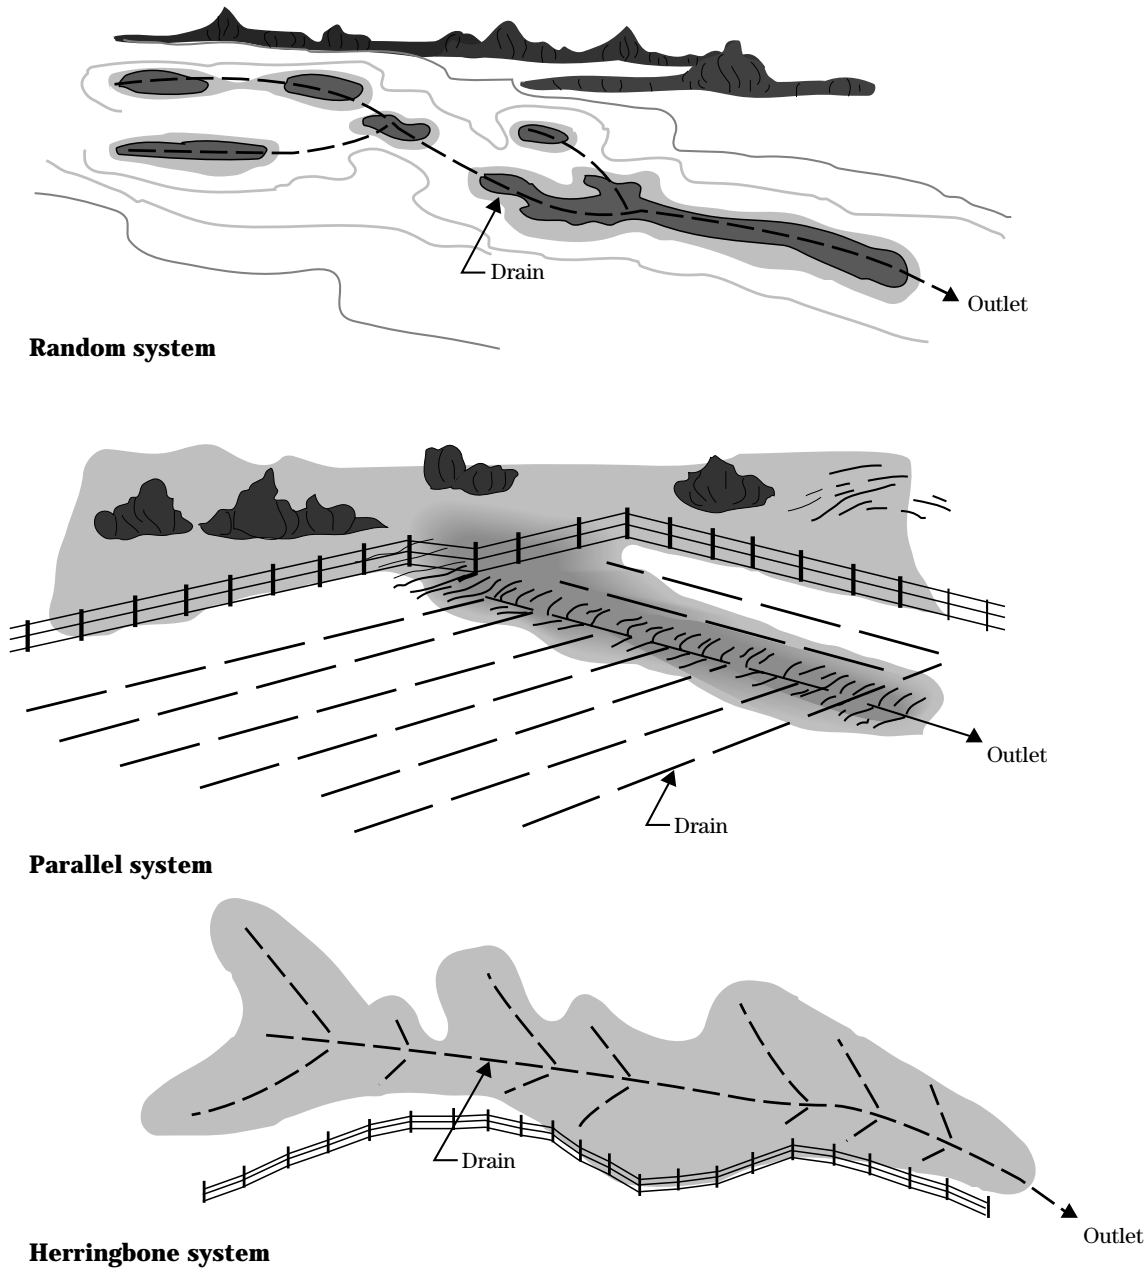 Drain
Outlet
Random system
Outlet
Drain
Parallel system
Drain
Outlet
Herringbone system